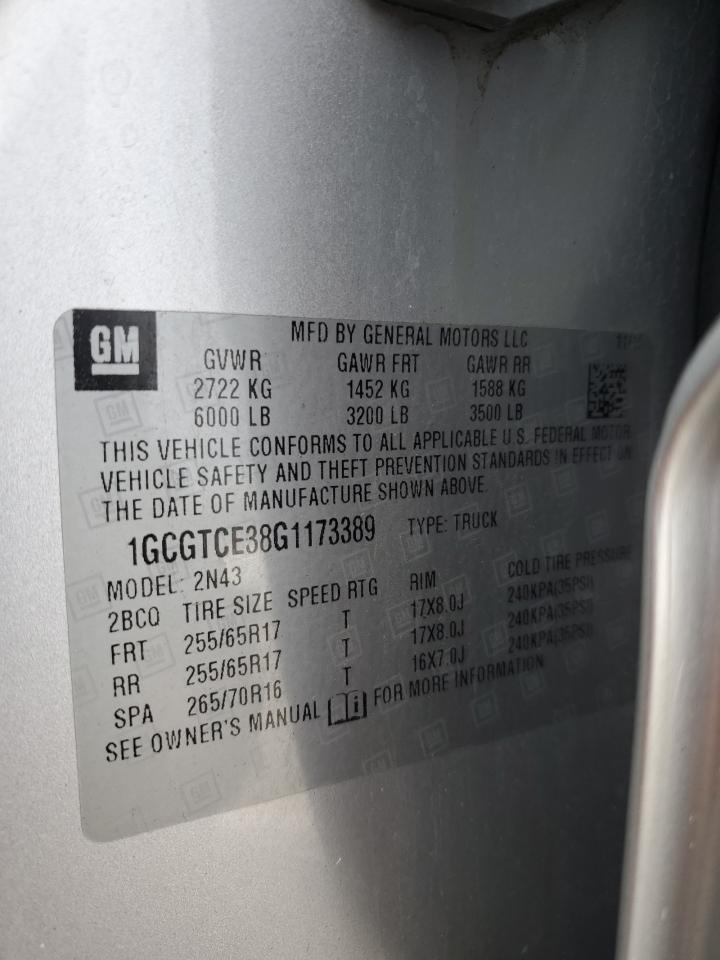 GM
MFD BY GENERAL MOTORS LLC
GVWR GAWR FRT GAWR RR
2722 KG 1452 KG 1588 KG
6000 LB 3200 LB 3500 LB
THIS VEHICLE CONFORMS TO ALL APPLICABLE U.S. FEDERAL MOTOR
VEHICLE SAFETY AND THEFT PREVENTION STANDARDS IN EFFECT ON
THE DATE OF MANUFACTURE SHOWN ABOVE.
1GCGTCE38G1173389 TYPE: TRUCK
MODEL: 2N43
2BCQ TIRE SIZE SPEED RTG RIM COLD TIRE PRESSURE
FRT 255/65R17 T 17X8.0J 240KPA(35PSI)
RR 255/65R17 T 17X8.0J 240KPA(35PSI)
SPA 265/70R16 T 16X7.0J 240KPA(35PSI)
SEE OWNER'S MANUAL FOR MORE INFORMATION